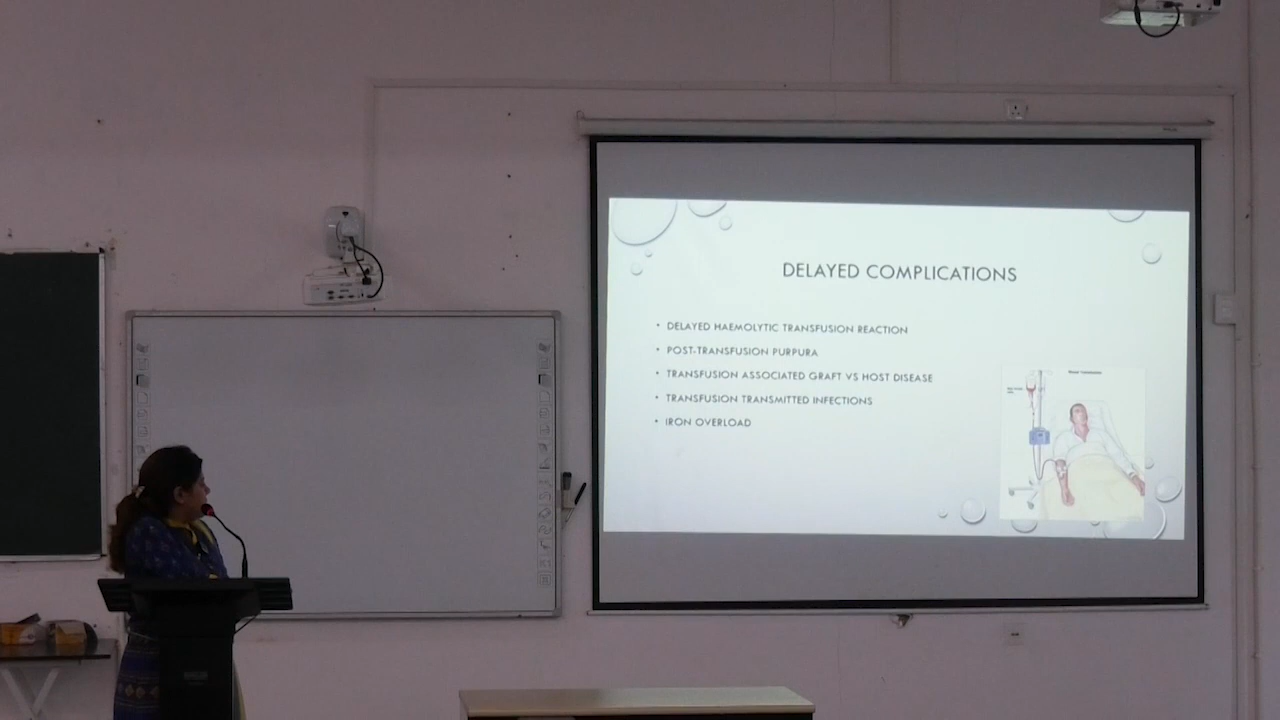 DELAYED COMPLICATIONS
• DELAYED HAEMOLYTIC TRANSFUSION REACTION
• POST-TRANSFUSION PURPURA
• TRANSFUSION ASSOCIATED GRAFT VS HOST DISEASE
• TRANSFUSION TRANSMITTED INFECTIONS
• IRON OVERLOAD